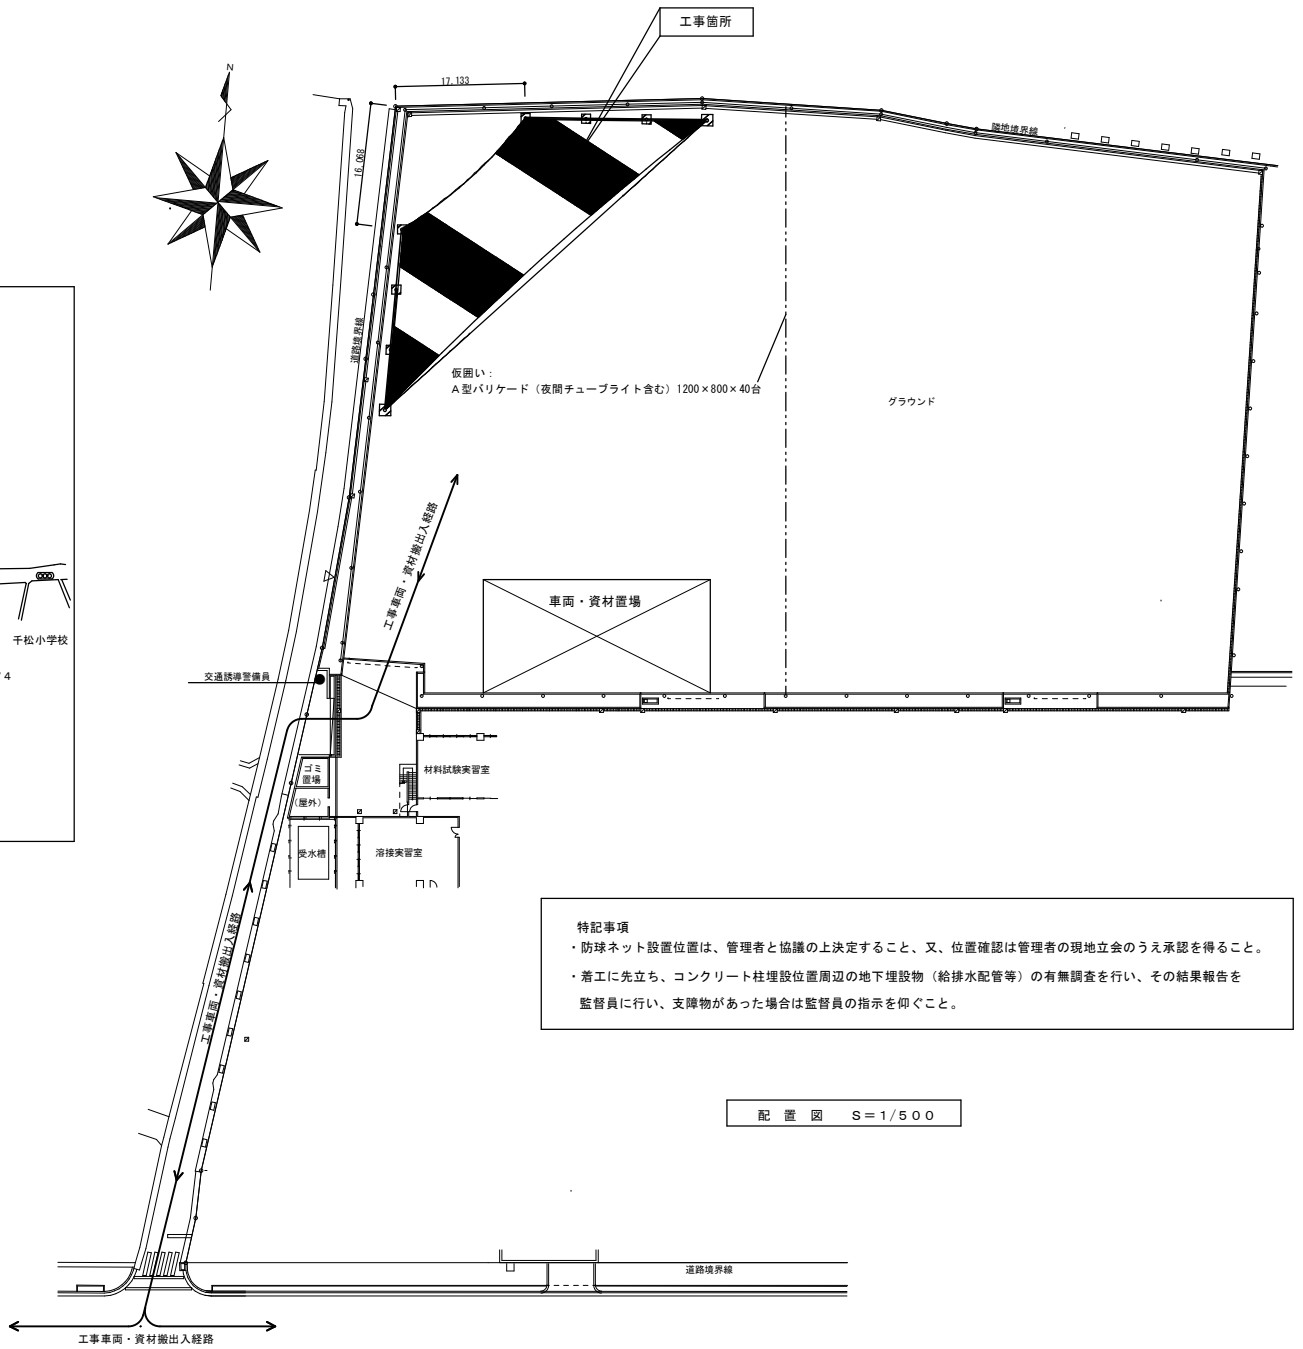 工事箇所
N
17,133
16,068
隣地境界線
道路境界線
仮囲い：
A型バリケード（夜間チューブライト含む）1200×800×40台
グラウンド
工事車両・資材搬出入経路
車両・資材置場
千松小学校
4
交通誘導警備員
ゴミ
置場
（屋外）
材料試験実習室
受水槽
溶接実習室
工事車両・資材搬出入経路
特記事項
・防球ネット設置位置は、管理者と協議の上決定すること、又、位置確認は管理者の現地立会のうえ承認を得ること。
・着工に先立ち、コンクリート柱埋設位置周辺の地下埋設物（給排水配管等）の有無調査を行い、その結果報告を
監督員に行い、支障物があった場合は監督員の指示を仰ぐこと。
配　置　図　　Ｓ＝１/５００
道路境界線
工事車両・資材搬出入経路